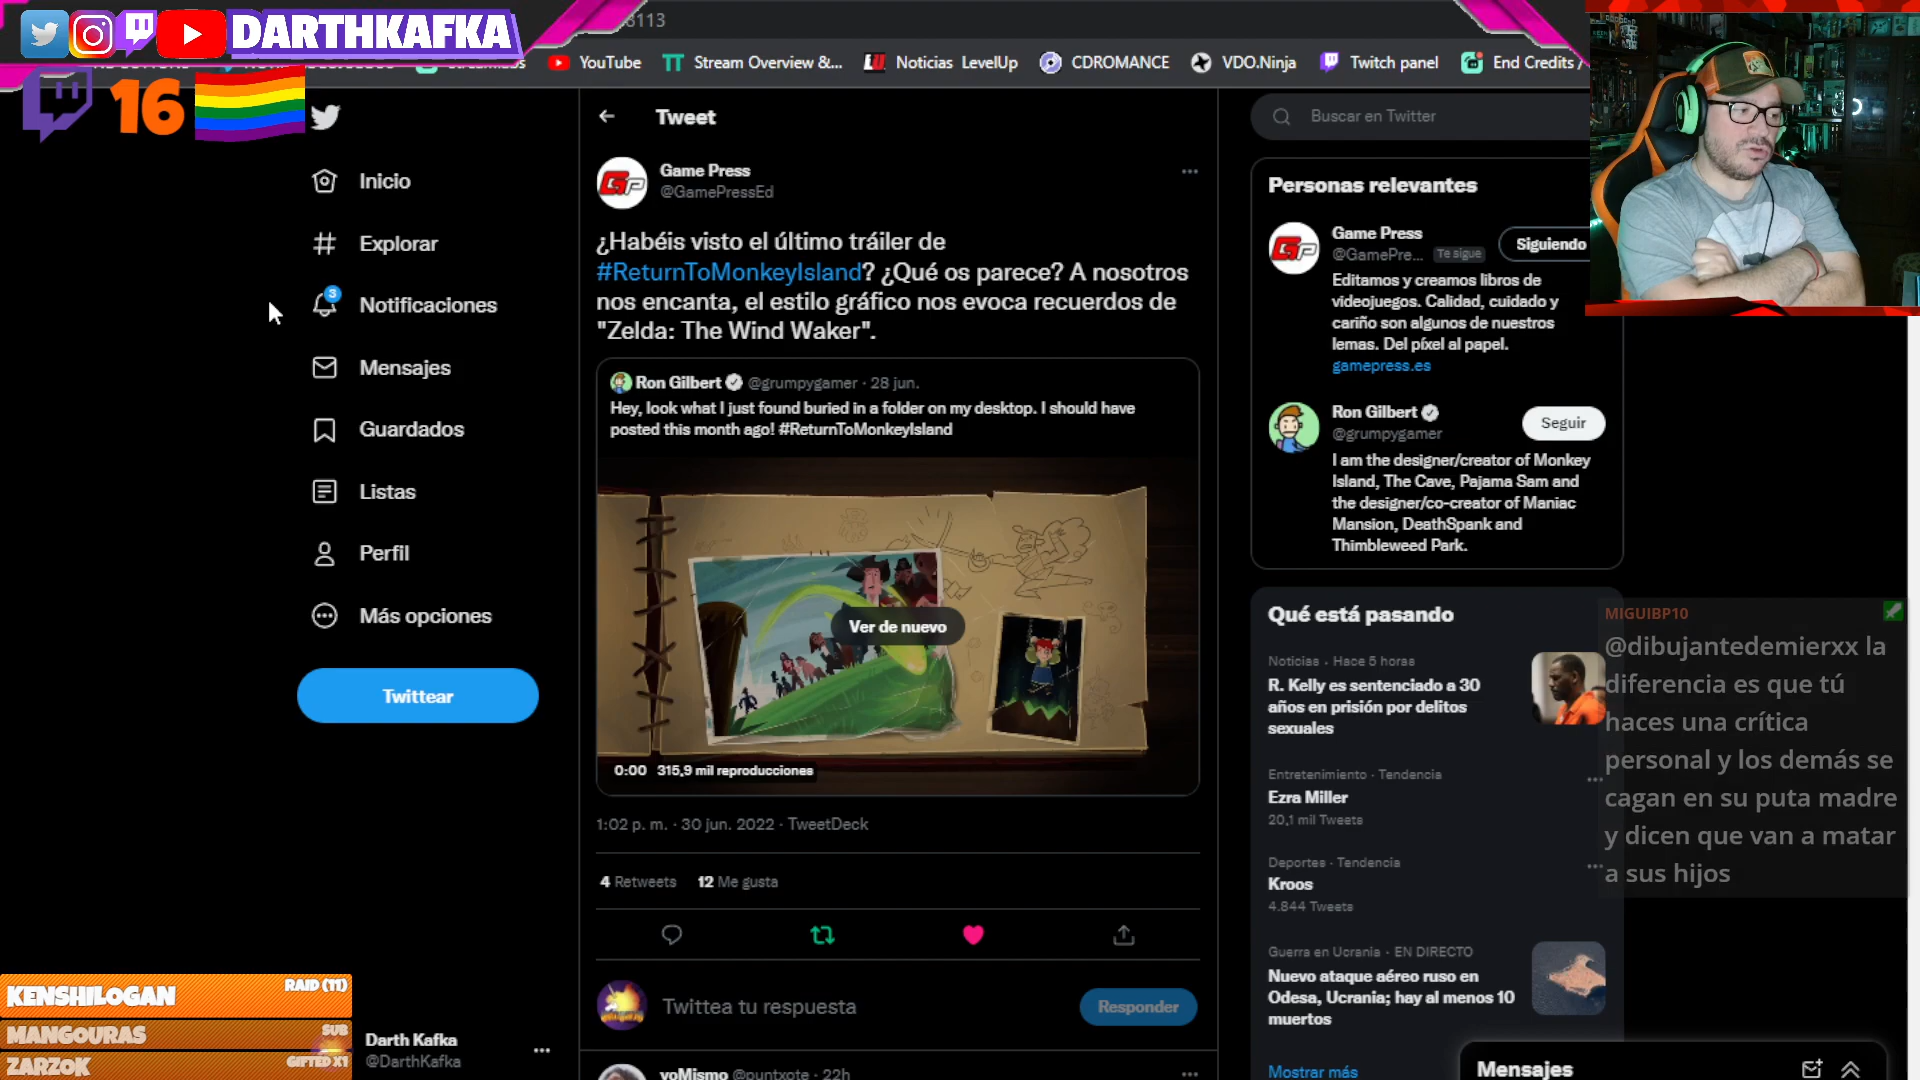 DARTHKAFKA
8113
YouTube
Stream Overview &...
Noticias LevelUp
CDROMANCE
VDO.Ninja
Twitch panel
End Credits /
16
Inicio
Explorar
3
Notificaciones
Mensajes
Guardados
Listas
Perfil
Más opciones
Twittear
Tweet
Game Press
@GamePressEd
¿Habéis visto el último tráiler de
#ReturnToMonkeyIsland? ¿Qué os parece? A nosotros
nos encanta, el estilo gráfico nos evoca recuerdos de
"Zelda: The Wind Waker".
Ron Gilbert @grumpygamer · 28 jun.
Hey, look what I just found buried in a folder on my desktop. I should have
posted this month ago! #ReturnToMonkeyIsland
Ver de nuevo
0:00 315,9 mil reproducciones
1:02 p. m. · 30 jun. 2022 · TweetDeck
4 Retweets 12 Me gusta
Twittea tu respuesta
Responder
yoMismo @puntxote · 22h
Buscar en Twitter
Personas relevantes
Game Press
@GamePre... Te sigue
Siguiendo
Editamos y creamos libros de
videojuegos. Calidad, cuidado y
cariño son algunos de nuestros
lemas. Del píxel al papel.
gamepress.es
Ron Gilbert
@grumpygamer
Seguir
I am the designer/creator of Monkey
Island, The Cave, Pajama Sam and
the designer/co-creator of Maniac
Mansion, DeathSpank and
Thimbleweed Park.
Qué está pasando
Noticias · Hace 5 horas
R. Kelly es sentenciado a 30
años en prisión por delitos
sexuales
Entretenimiento · Tendencia
Ezra Miller
20,1 mil Tweets
Deportes · Tendencia
Kroos
4.844 Tweets
Guerra en Ucrania · EN DIRECTO
Nuevo ataque aéreo ruso en
Odesa, Ucrania; hay al menos 10
muertos
Mostrar más
Mensajes
MIGUIBP10
@dibujantedemierxx la
diferencia es que tú
haces una crítica
personal y los demás se
cagan en su puta madre
y dicen que van a matar
a sus hijos
KENSHILOGAN RAID (11)
MANGOURAS SUB
ZARZOK GIFTED X1
Darth Kafka
@DarthKafka